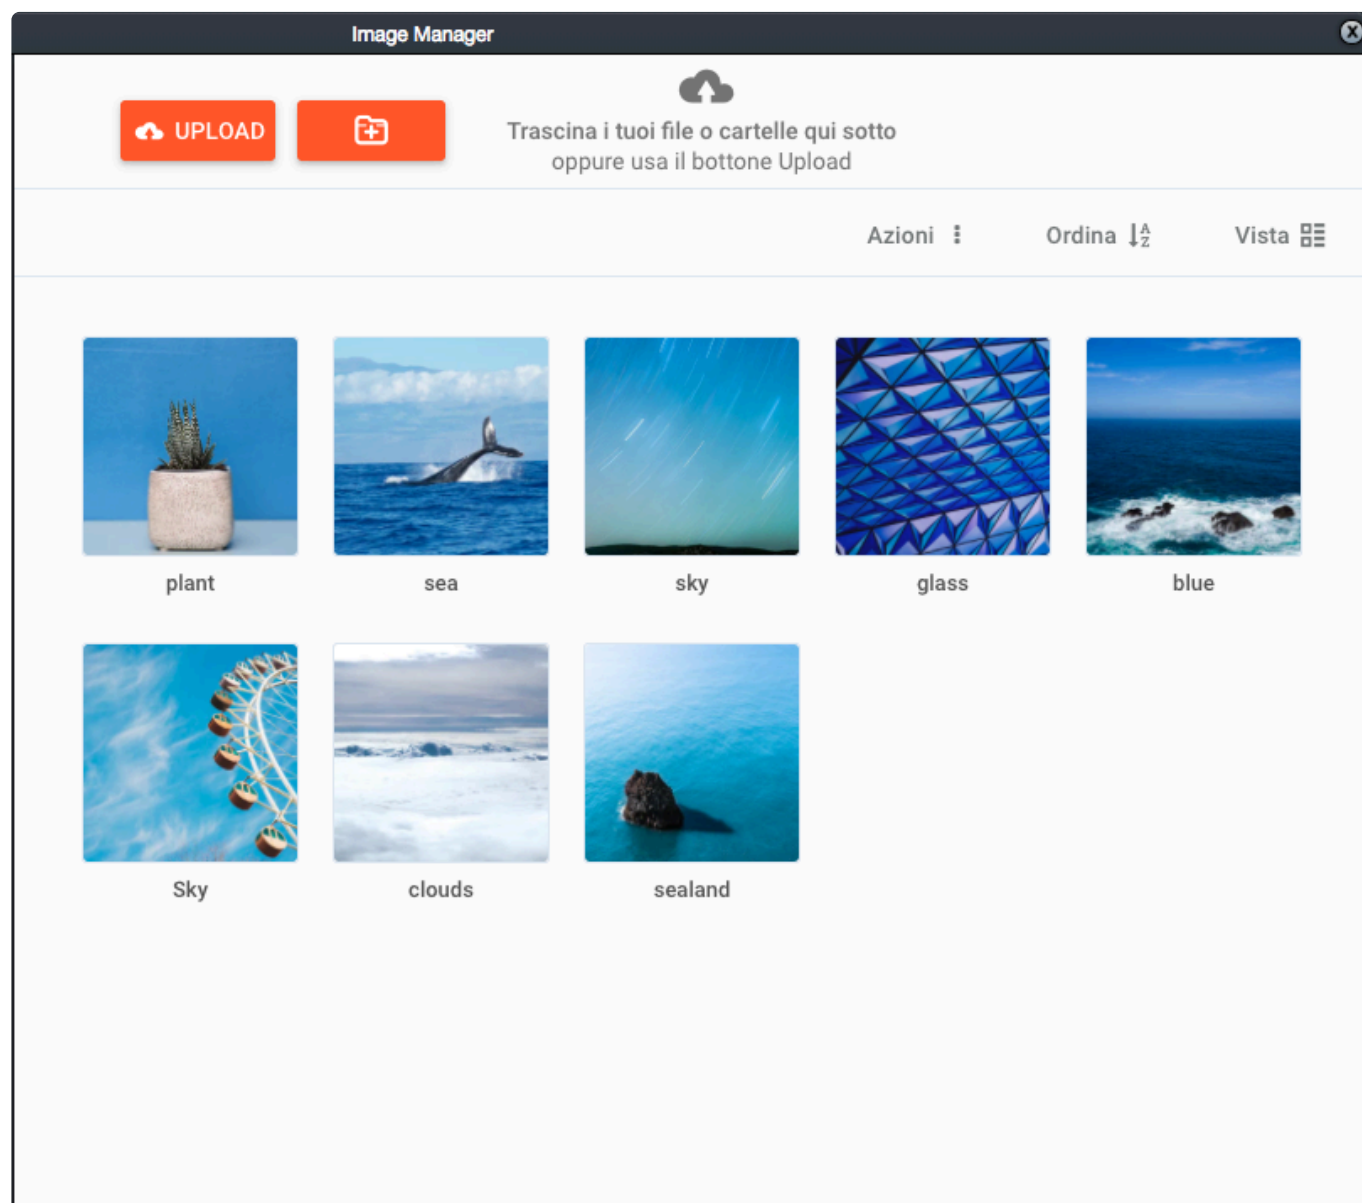 Image Manager
UPLOAD
Trascina i tuoi file o cartelle qui sotto
oppure usa il bottone Upload
Azioni
Ordina
Vista
plant
sea
sky
glass
blue
Sky
clouds
sealand